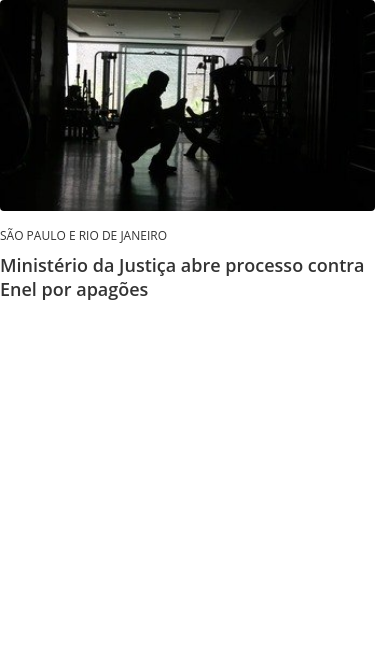 SÃO PAULO E RIO DE JANEIRO
Ministério da Justiça abre processo contra
Enel por apagões